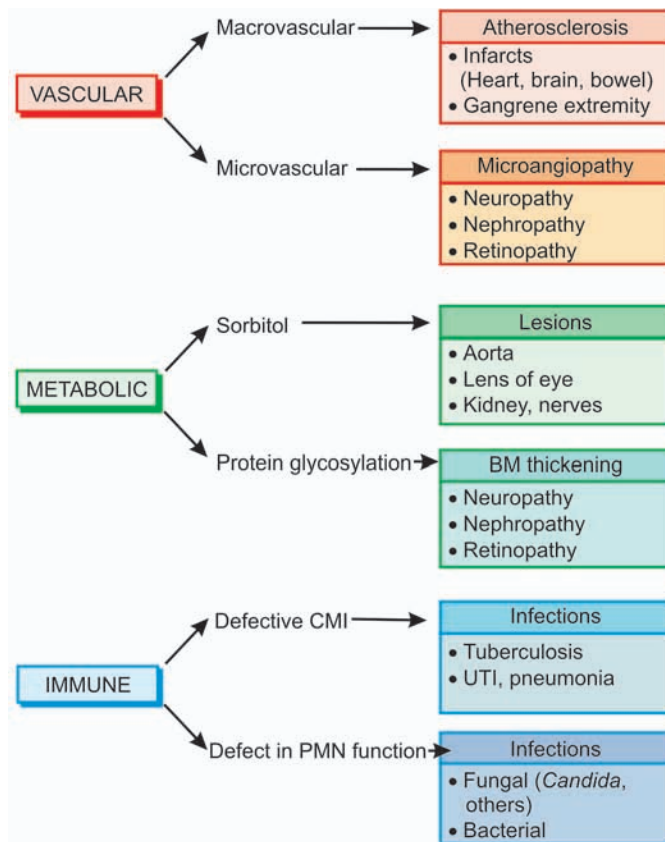 Macrovascular
Atherosclerosis
• Infarcts
(Heart, brain, bowel)
• Gangrene extremity
VASCULAR
Microvascular
Microangiopathy
• Neuropathy
• Nephropathy
• Retinopathy
Sorbitol
Lesions
• Aorta
• Lens of eye
• Kidney, nerves
METABOLIC
Protein glycosylation
BM thickening
• Neuropathy
• Nephropathy
• Retinopathy
Defective CMI
Infections
• Tuberculosis
• UTI, pneumonia
IMMUNE
Defect in PMN function
Infections
• Fungal (Candida,
others)
• Bacterial